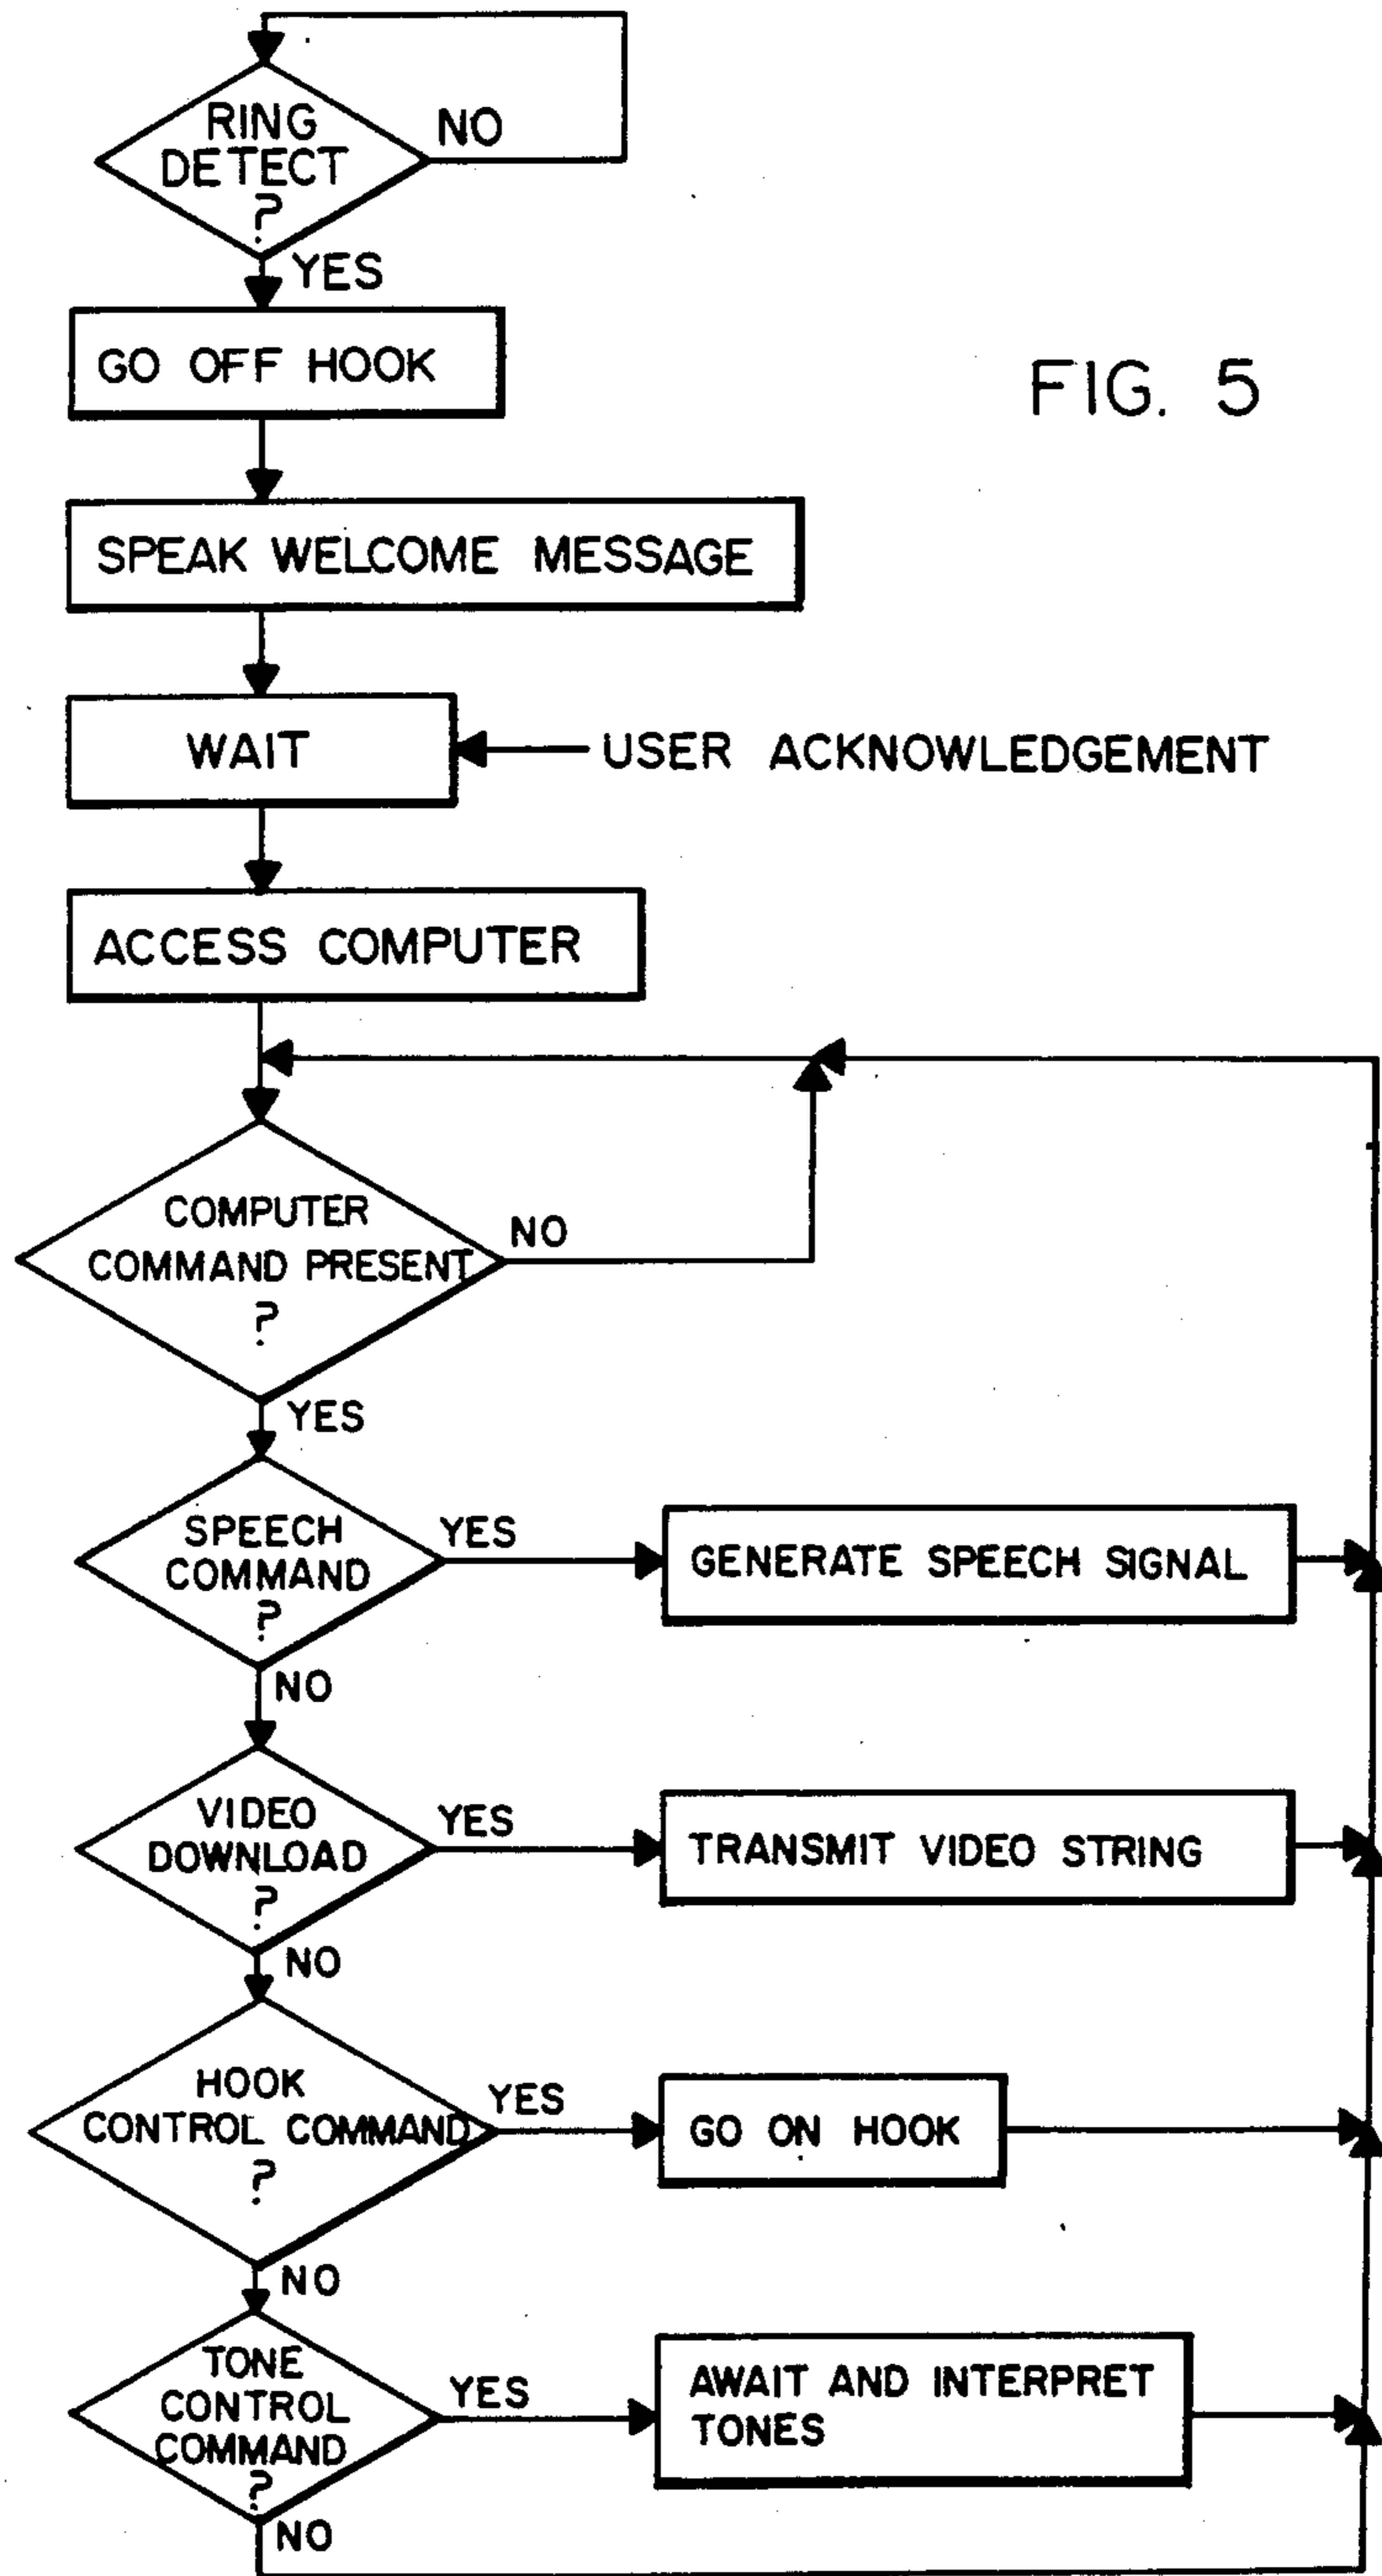 RING
DETECT
?
NO
YES
GO OFF HOOK
FIG. 5
SPEAK WELCOME MESSAGE
WAIT
USER ACKNOWLEDGEMENT
ACCESS COMPUTER
COMPUTER
COMMAND PRESENT
?
NO
YES
SPEECH
COMMAND
?
YES
GENERATE SPEECH SIGNAL
NO
VIDEO
DOWNLOAD
?
YES
TRANSMIT VIDEO STRING
NO
HOOK
CONTROL COMMAND
?
YES
GO ON HOOK
NO
TONE
CONTROL
COMMAND
?
YES
AWAIT AND INTERPRET
TONES
NO